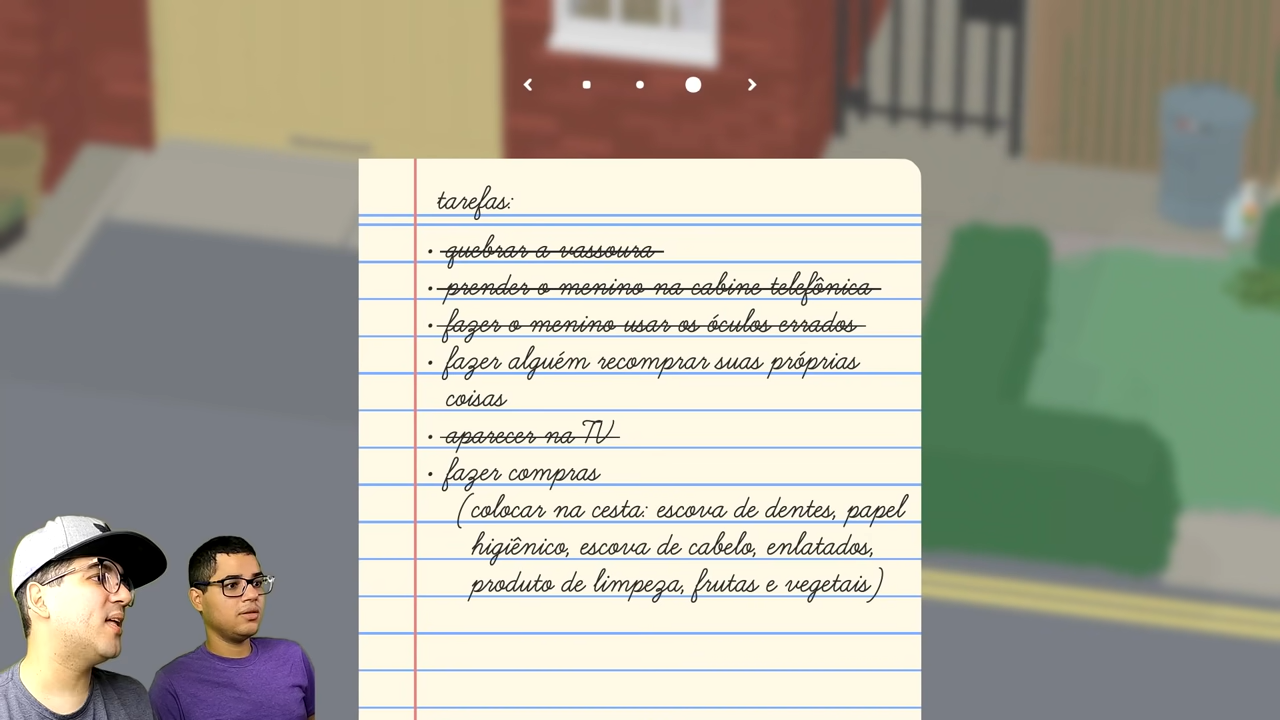 tarefas:
• quebrar a vassoura
• prender o menino na cabine telefônica
• fazer o menino usar os óculos errados
• fazer alguém recomprar suas próprias
coisas
• aparecer na TV
• fazer compras
(colocar na cesta: escova de dentes, papel
higiênico, escova de cabelo, enlatados,
produto de limpeza, frutas e vegetais)